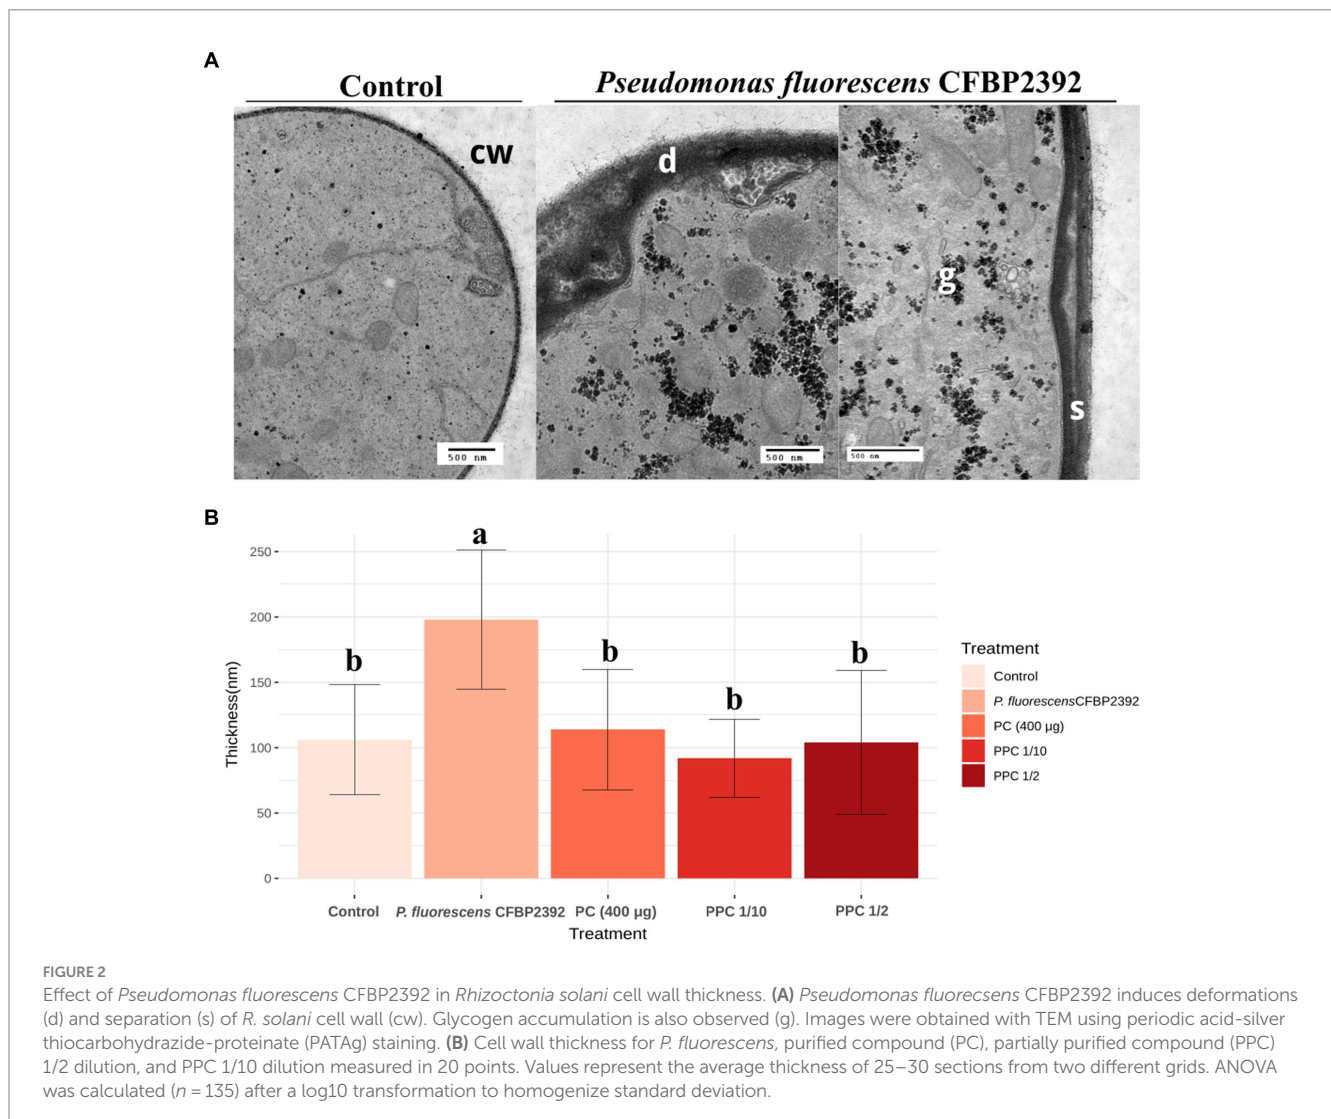 A
Control
Pseudomonas fluorescens CFBP2392
cw
d
g
s
500 nm
500 nm
500 nm
B
250
200
150
100
50
0
Thickness(nm)
b
a
b
b
b
Control
P. fluorescens CFBP2392
PC (400 µg)
PPC 1/10
PPC 1/2
Treatment
Treatment
Control
P. fluorescensCFBP2392
PC (400 µg)
PPC 1/10
PPC 1/2
FIGURE 2
Effect of Pseudomonas fluorescens CFBP2392 in Rhizoctonia solani cell wall thickness. (A) Pseudomonas fluorecsens CFBP2392 induces deformations
(d) and separation (s) of R. solani cell wall (cw). Glycogen accumulation is also observed (g). Images were obtained with TEM using periodic acid-silver
thiocarbohydrazide-proteinate (PATAg) staining. (B) Cell wall thickness for P. fluorescens, purified compound (PC), partially purified compound (PPC)
1/2 dilution, and PPC 1/10 dilution measured in 20 points. Values represent the average thickness of 25–30 sections from two different grids. ANOVA
was calculated (n = 135) after a log10 transformation to homogenize standard deviation.